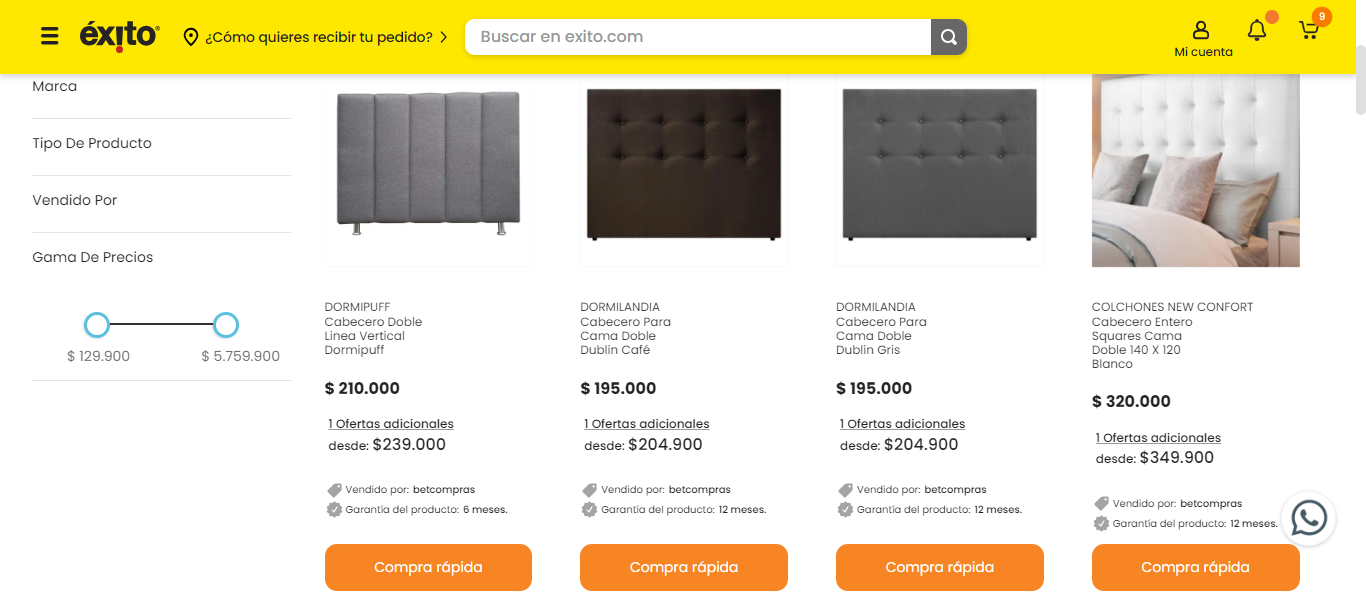 éxito
¿Cómo quieres recibir tu pedido?
Buscar en exito.com
Mi cuenta
9
Marca
Tipo De Producto
Vendido Por
Gama De Precios
$ 129.900
$ 5.759.900
DORMIPUFF
Cabecero Doble
Linea Vertical
Dormipuff
$ 210.000
1 Ofertas adicionales
desde: $239.000
Vendido por: betcompras
Garantía del producto: 6 meses.
Compra rápida
DORMILANDIA
Cabecero Para
Cama Doble
Dublin Café
$ 195.000
1 Ofertas adicionales
desde: $204.900
Vendido por: betcompras
Garantía del producto: 12 meses.
Compra rápida
DORMILANDIA
Cabecero Para
Cama Doble
Dublin Gris
$ 195.000
1 Ofertas adicionales
desde: $204.900
Vendido por: betcompras
Garantía del producto: 12 meses.
Compra rápida
COLCHONES NEW CONFORT
Cabecero Entero
Squares Cama
Doble 140 X 120
Blanco
$ 320.000
1 Ofertas adicionales
desde: $349.900
Vendido por: betcompras
Garantía del producto: 12 meses.
Compra rápida